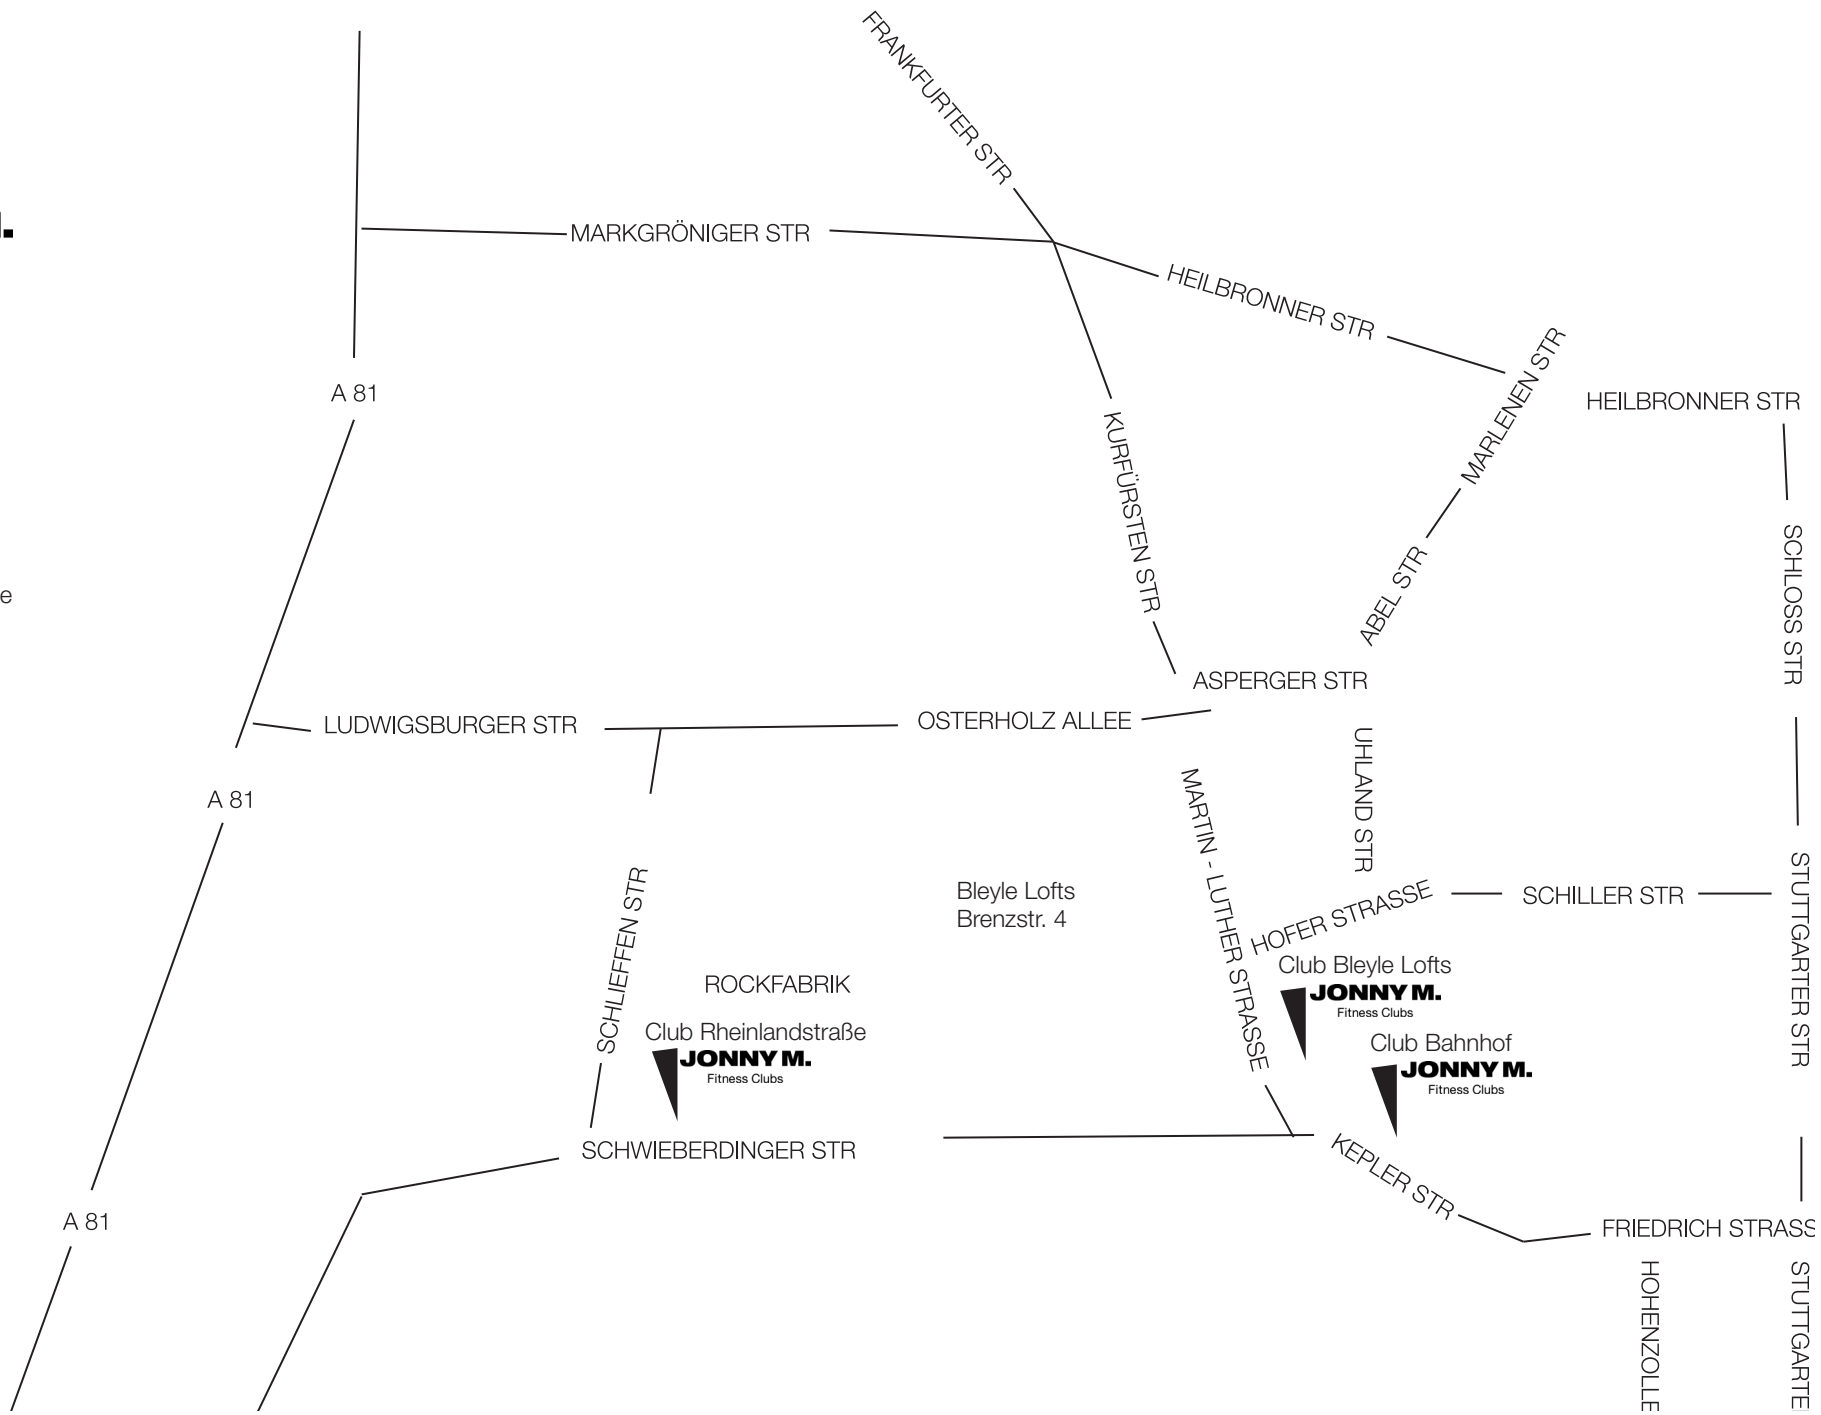 FRANKFURTER STR
MARKGRÖNIGER STR
HEILBRONNER STR
MARLENEN STR
A 81
HEILBRONNER STR
KURFÜRSTEN STR
SCHLOSS STR
ABEL STR
e
ASPERGER STR
LUDWIGSBURGER STR
OSTERHOLZ ALLEE
UHLAND STR
A 81
MARTIN - LUTHER STRASSE
STUTTGARTER STR
SCHLIEFFEN STR
Bleyle Lofts
Brenzstr. 4
HOFER STRASSE
SCHILLER STR
Club Bleyle Lofts
JONNY M.
Fitness Clubs
ROCKFABRIK
Club Rheinlandstraße
JONNY M.
Fitness Clubs
Club Bahnhof
JONNY M.
Fitness Clubs
SCHWIEBERDINGER STR
KEPLER STR
A 81
FRIEDRICH STRASS
HOHENZOLLE
STUTTGARTE